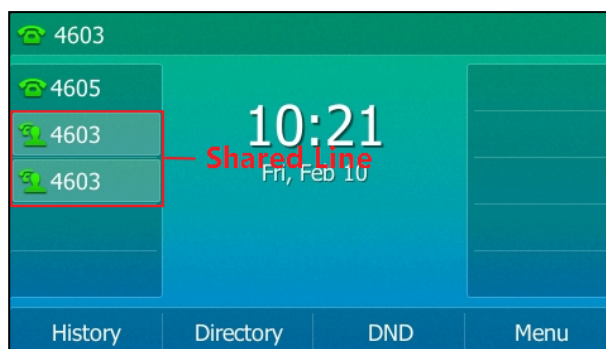 4603
4605
4603
4603
10:21
Shared Line
Fri, Feb 10
History
Directory
DND
Menu